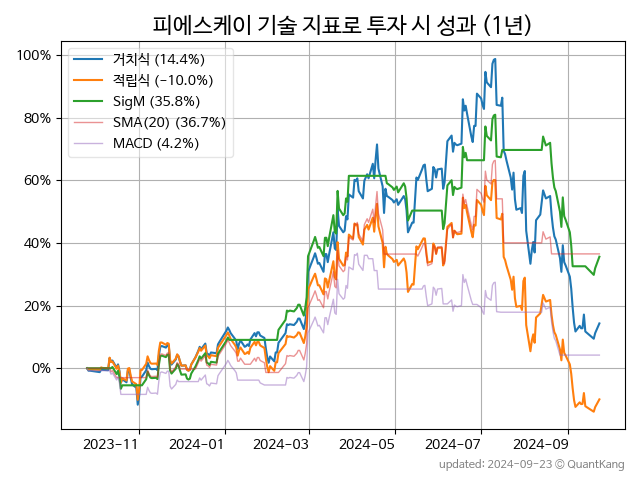 피에스케이 기술 지표로 투자 시 성과 (1년)
100%
80%
60%
40%
20%
0%
거치식 (14.4%)
적립식 (−10.0%)
SigM (35.8%)
SMA(20) (36.7%)
MACD (4.2%)
2023−11
2024−01
2024−03
2024−05
2024−07
2024−09
updated: 2024−09−23 © QuantKang